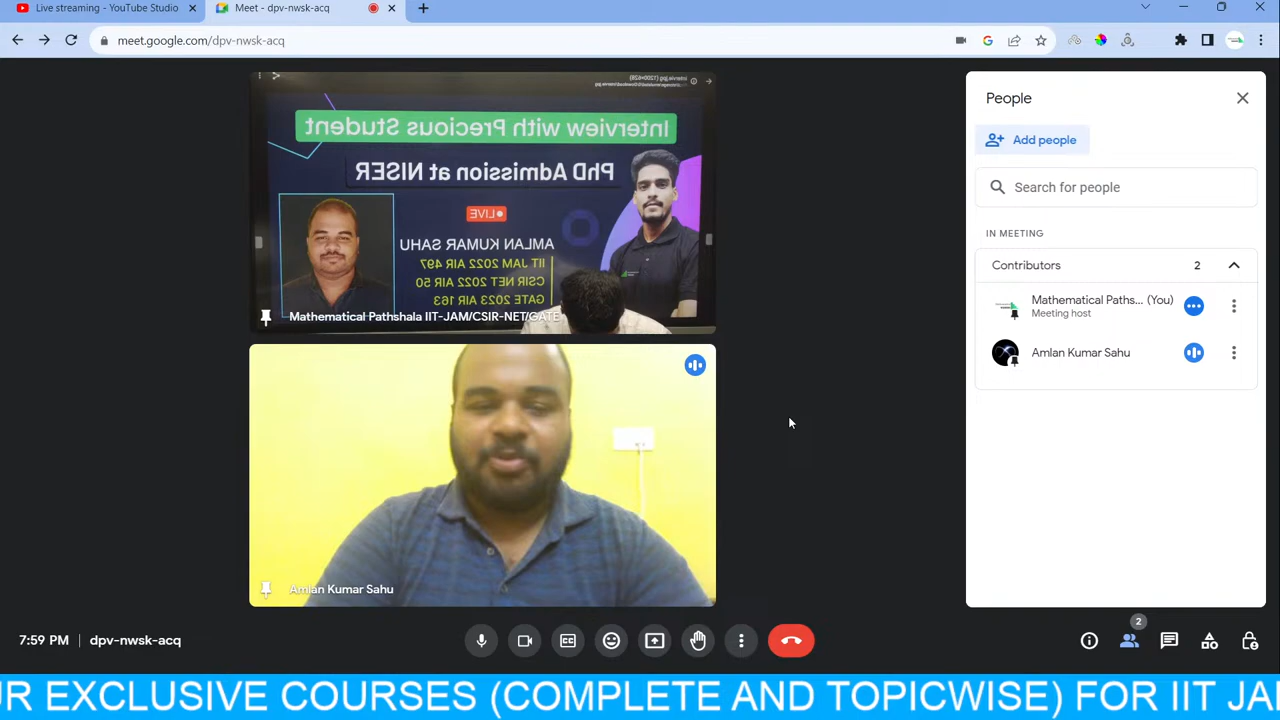 Live streaming - YouTube Studio
Meet - dpv-nwsk-acq
meet.google.com/dpv-nwsk-acq
Interview with Precious Student
PhD Admission at NISER
LIVE
AMLAN KUMAR SAHU
IIT JAM 2022 AIR 497
CSIR NET 2022 AIR 50
GATE 2023 AIR 163
Mathematical Pathshala IIT-JAM/CSIR-NET/GATE
Amlan Kumar Sahu
People
Add people
Search for people
IN MEETING
Contributors 2
Mathematical Paths... (You)
Meeting host
Amlan Kumar Sahu
7:59 PM | dpv-nwsk-acq
2
UR EXCLUSIVE COURSES (COMPLETE AND TOPICWISE) FOR IIT JA